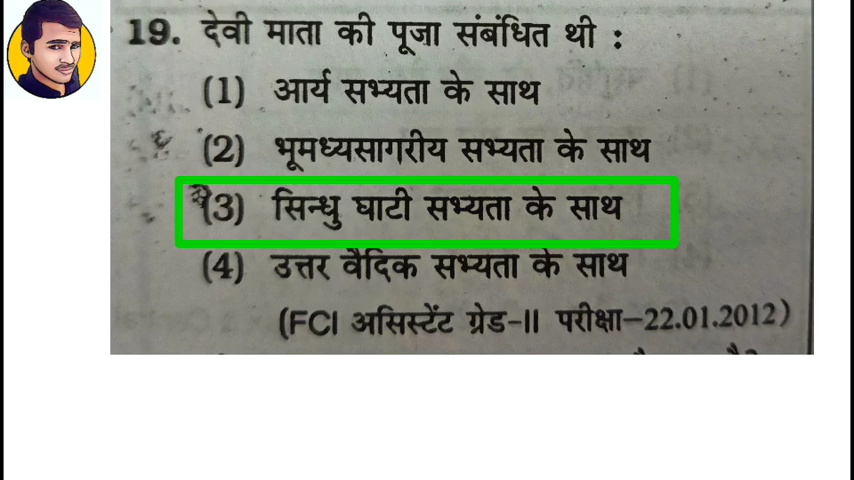 19. देवी माता की पूजा संबंधित थी :
(1) आर्य सभ्यता के साथ
(2) भूमध्यसागरीय सभ्यता के साथ
(3) सिन्धु घाटी सभ्यता के साथ
(4) उत्तर वैदिक सभ्यता के साथ
(FCI असिस्टेंट ग्रेड-II परीक्षा-22.01.2012)